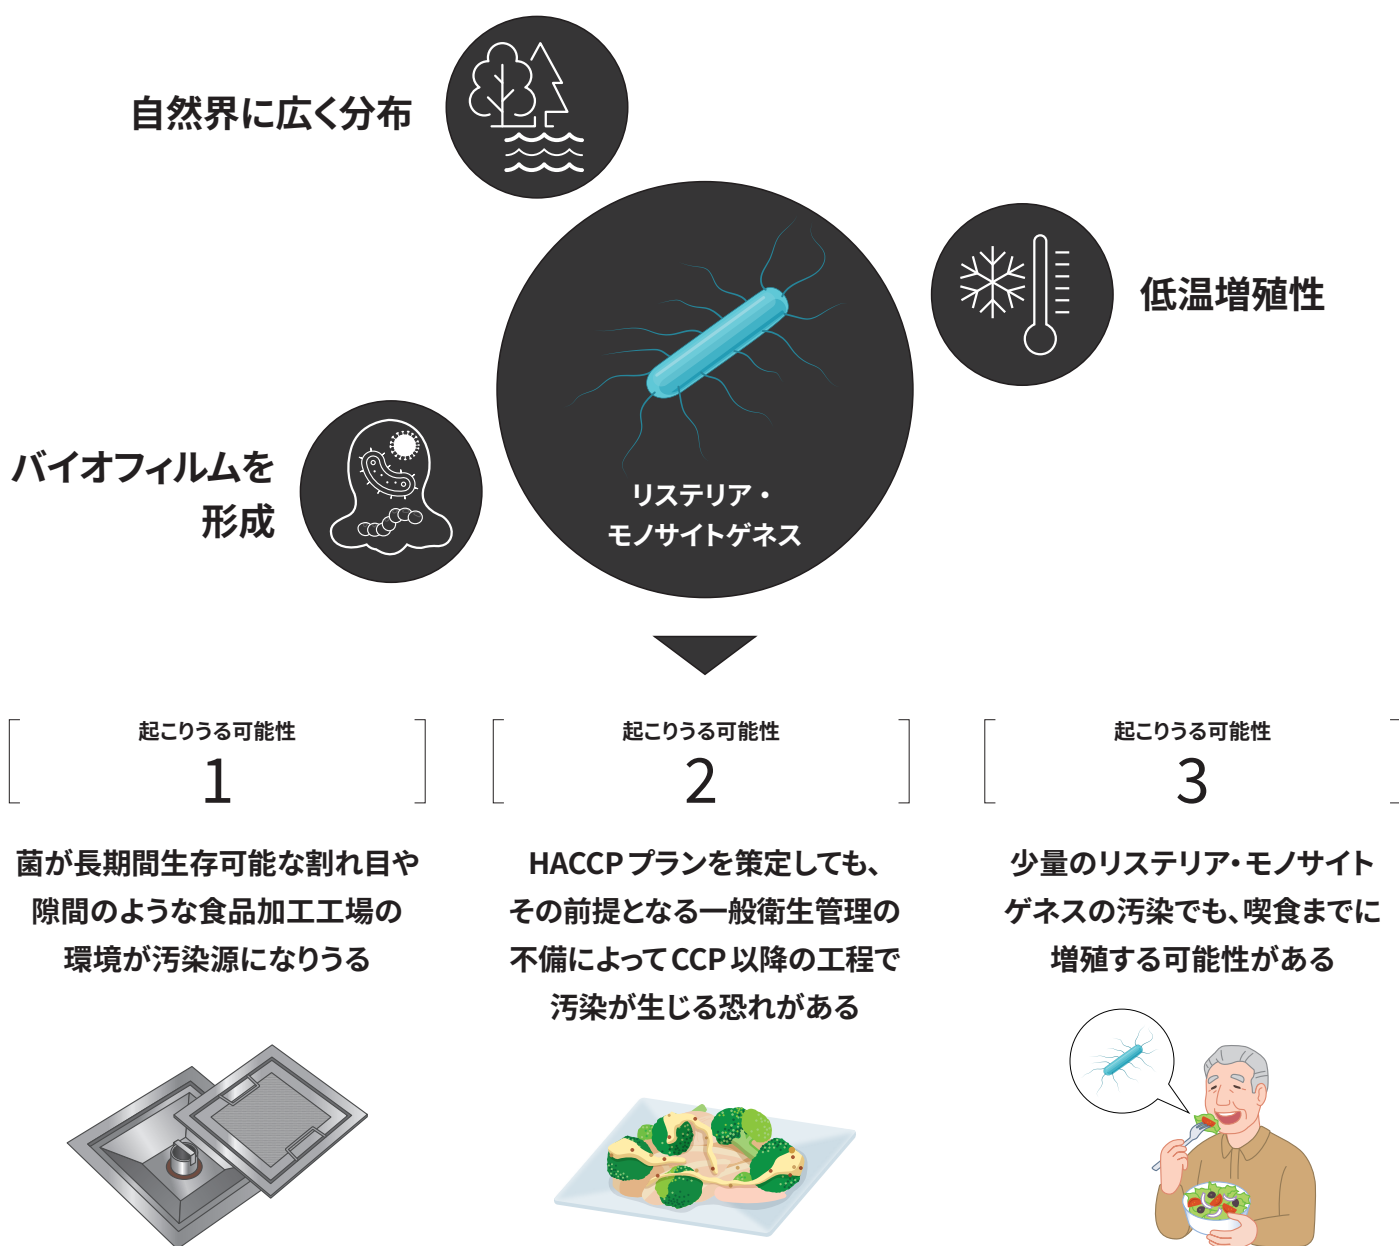 自然界に広く分布
低温増殖性
バイオフィルムを
形成
リステリア・
モノサイトゲネス
起こりうる可能性
1
菌が長期間生存可能な割れ目や
隙間のような食品加工工場の
環境が汚染源になりうる
起こりうる可能性
2
HACCPプランを策定しても、
その前提となる一般衛生管理の
不備によってCCP以降の工程で
汚染が生じる恐れがある
起こりうる可能性
3
少量のリステリア・モノサイト
ゲネスの汚染でも、喫食までに
増殖する可能性がある